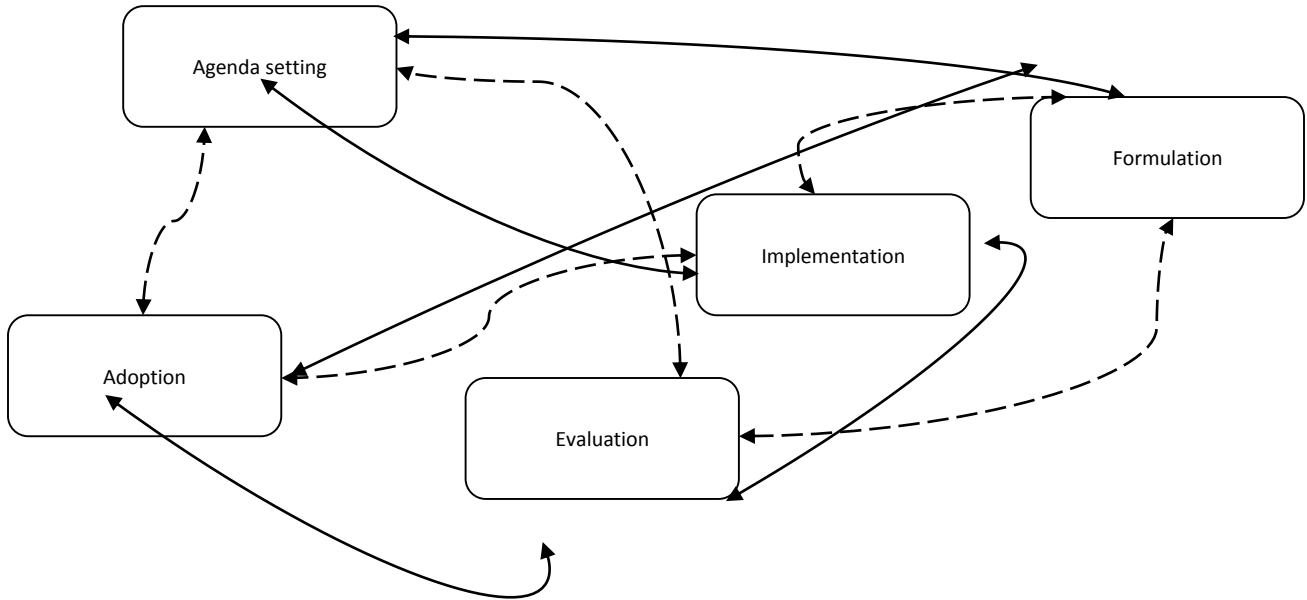 Agenda setting
Formulation
Implementation
Adoption
Evaluation